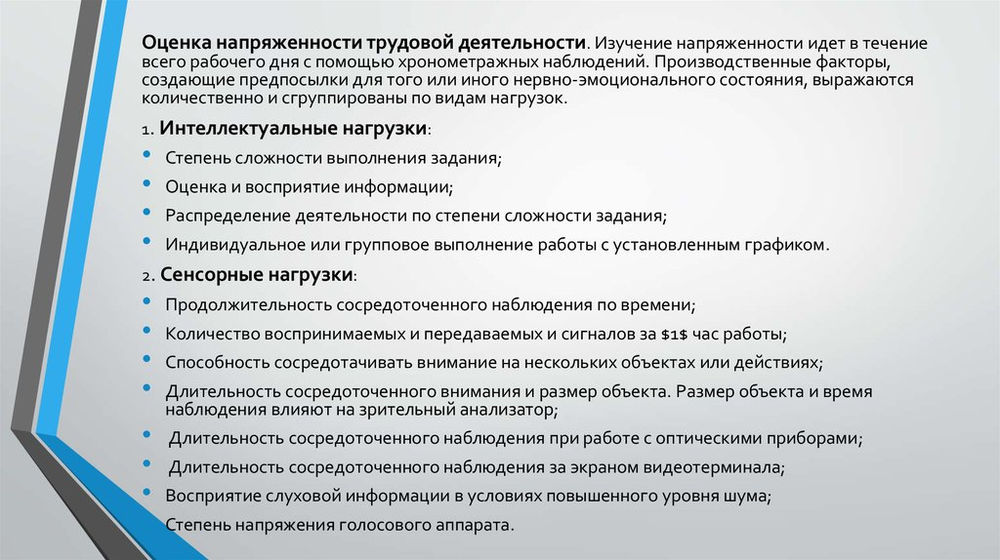 Оценка напряженности трудовой деятельности. Изучение напряженности идет в течение
всего рабочего дня с помощью хронометражных наблюдений. Производственные факторы,
создающие предпосылки для того или иного нервно-эмоционального состояния, выражаются
количественно и сгруппированы по видам нагрузок.
1. Интеллектуальные нагрузки:
• Степень сложности выполнения задания;
• Оценка и восприятие информации;
• Распределение деятельности по степени сложности задания;
• Индивидуальное или групповое выполнение работы с установленным графиком.
2. Сенсорные нагрузки:
• Продолжительность сосредоточенного наблюдения по времени;
• Количество воспринимаемых и передаваемых и сигналов за $1$ час работы;
• Способность сосредотачивать внимание на нескольких объектах или действиях;
• Длительность сосредоточенного внимания и размер объекта. Размер объекта и время
наблюдения влияют на зрительный анализатор;
• Длительность сосредоточенного наблюдения при работе с оптическими приборами;
• Длительность сосредоточенного наблюдения за экраном видеотерминала;
• Восприятие слуховой информации в условиях повышенного уровня шума;
Степень напряжения голосового аппарата.